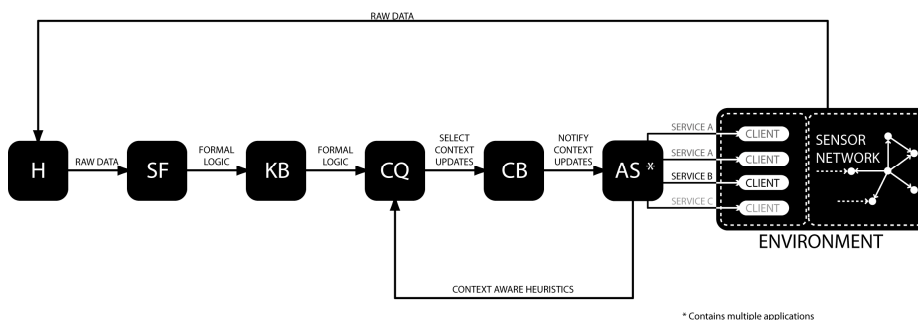 RAW DATA
H
RAW DATA
SF
FORMAL
LOGIC
KB
FORMAL
LOGIC
CQ
SELECT
CONTEXT
UPDATES
CB
NOTIFY
CONTEXT
UPDATES
AS *
SERVICE A
CLIENT
SERVICE A
CLIENT
SERVICE B
CLIENT
SERVICE C
CLIENT
SENSOR
NETWORK
ENVIRONMENT
CONTEXT AWARE HEURISTICS
* Contains multiple applications